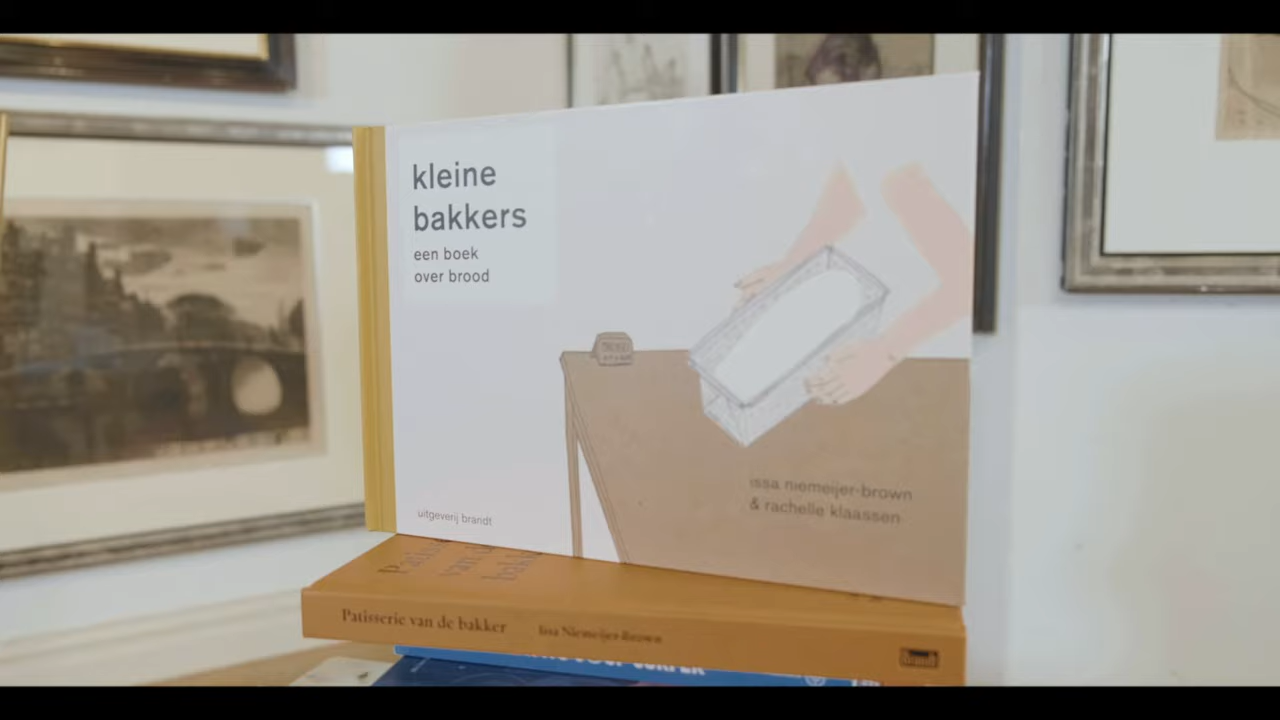 kleine
bakkers
een boek
over brood
issa niemeijer-brown
& rachelle klaassen
uitgeverij brandt
Patisserie van de bakker Issa Niemeijer-Brown
Brandt